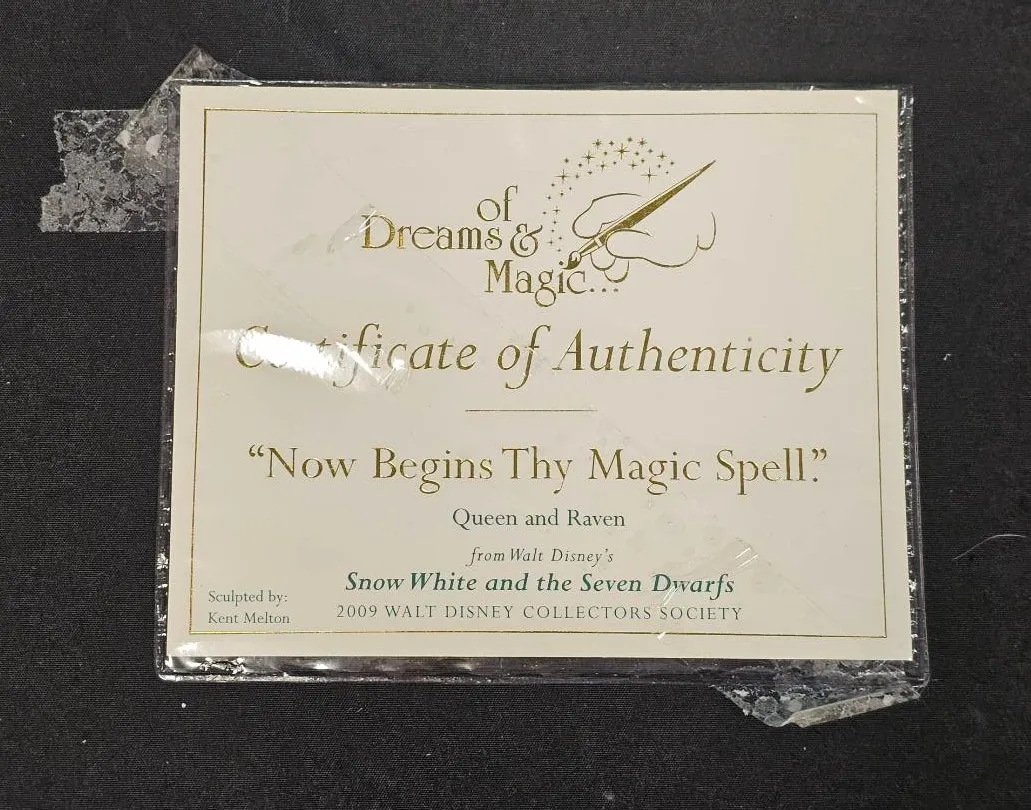 of
Dreams &
Magic...
Certificate of Authenticity
“Now Begins Thy Magic Spell.”
Queen and Raven
from Walt Disney's
Snow White and the Seven Dwarfs
2009 WALT DISNEY COLLECTORS SOCIETY
Sculpted by:
Kent Melton